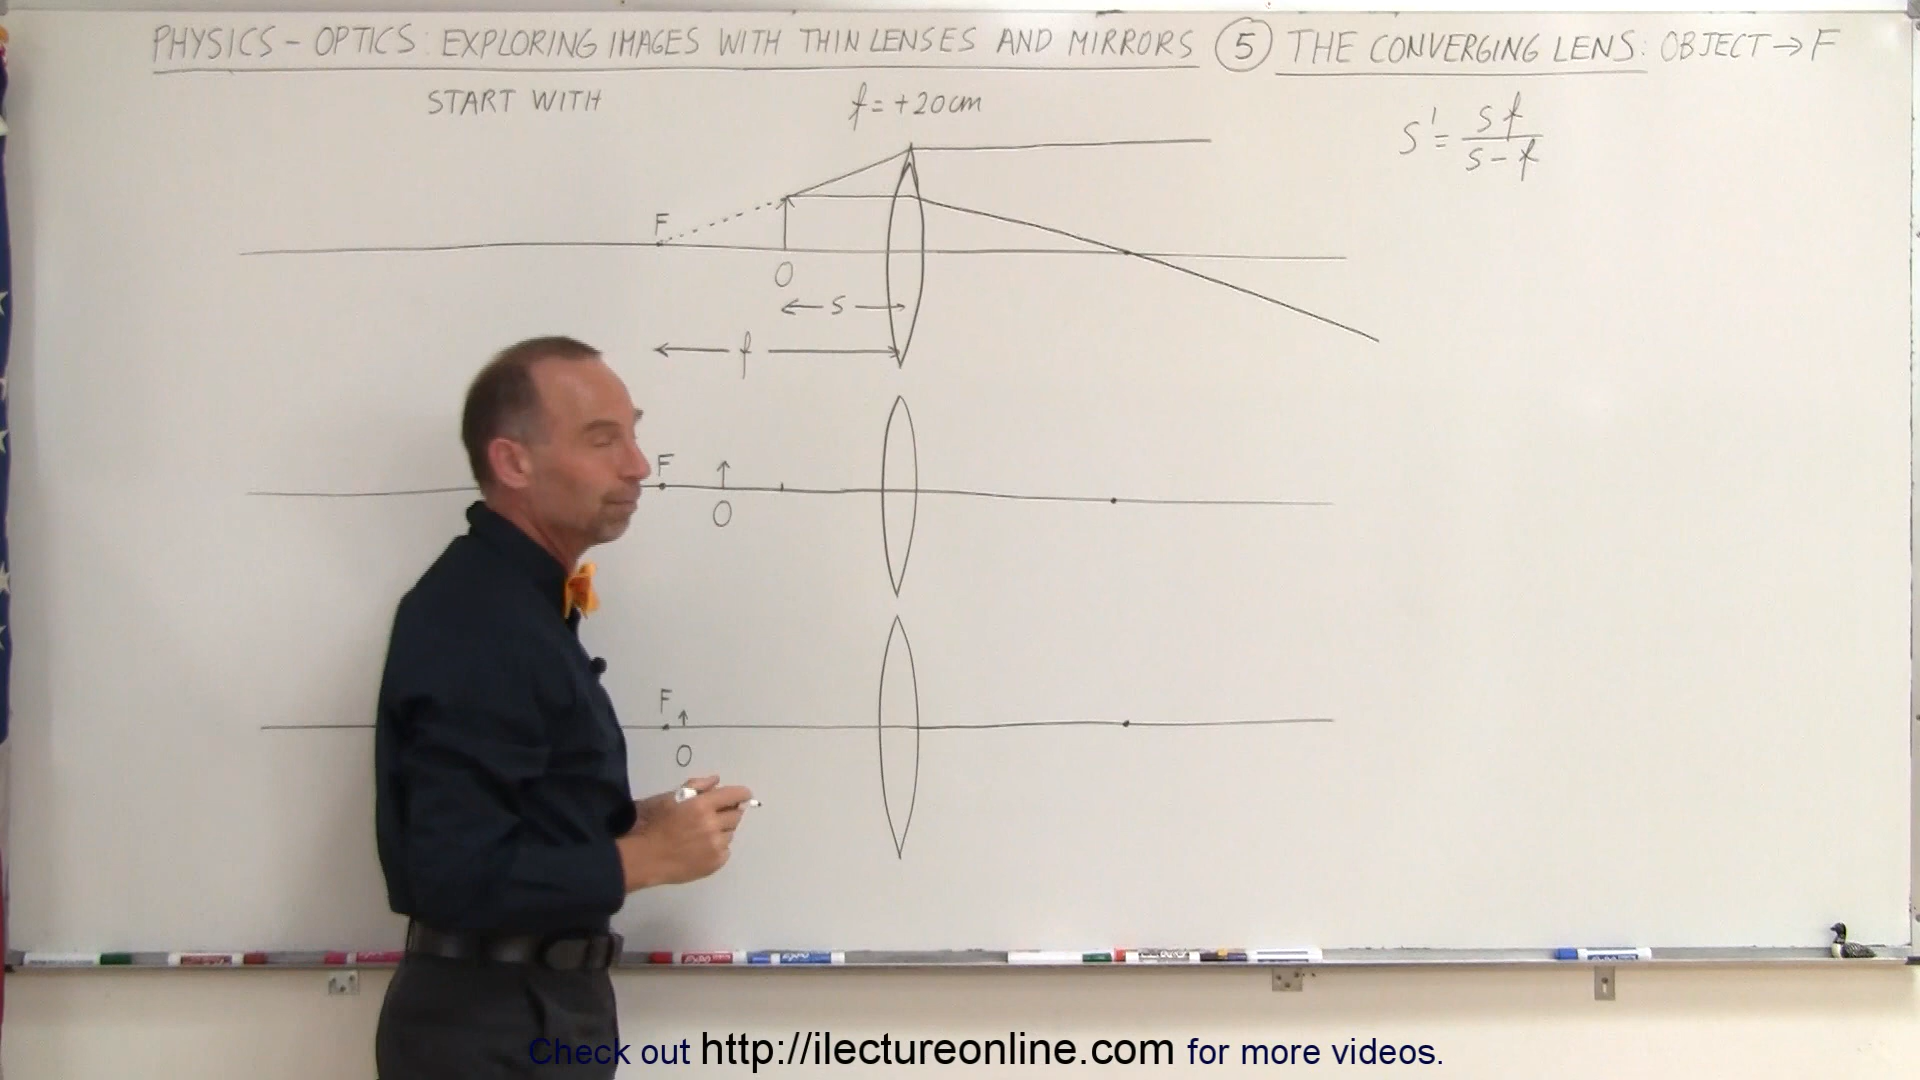 PHYSICS - OPTICS: EXPLORING IMAGES WITH THIN LENSES AND MIRRORS ⑤ THE CONVERGING LENS: OBJECT → F
START WITH f = +20cm
S' = sf / s - f
F
O
← s →
← f →
F
O
F
O
Check out http://ilectureonline.com for more videos.